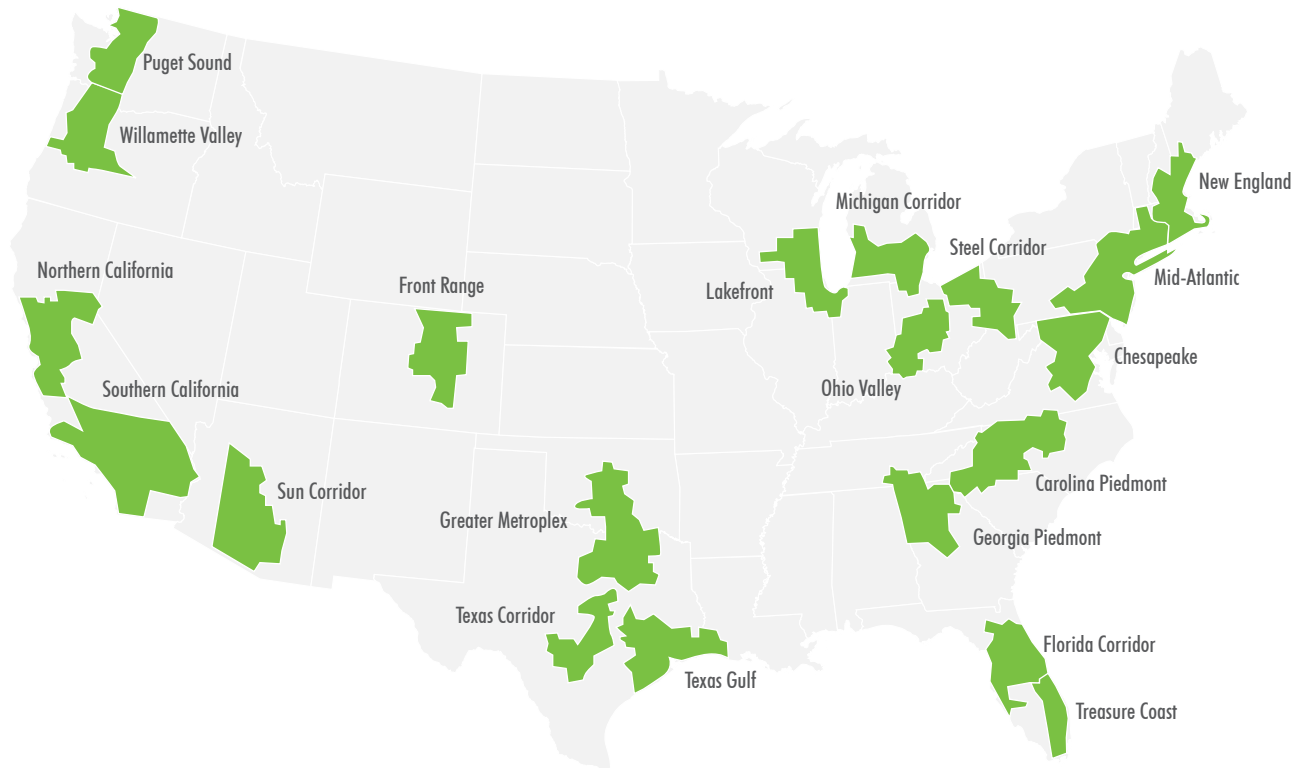 Puget Sound
Willamette Valley
New England
Michigan Corridor
Steel Corridor
Northern California
Mid-Atlantic
Front Range
Lakefront
Chesapeake
Southern California
Ohio Valley
Carolina Piedmont
Sun Corridor
Greater Metroplex
Georgia Piedmont
Texas Corridor
Florida Corridor
Texas Gulf
Treasure Coast